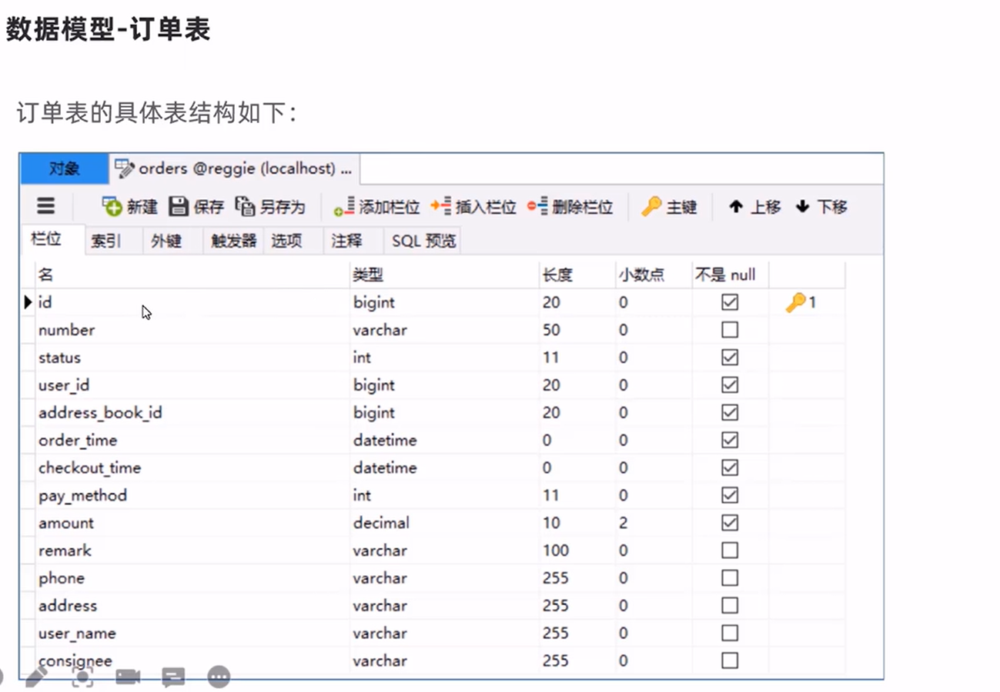 数据模型-订单表
订单表的具体表结构如下：
对象 orders @reggie (localhost) ...
新建 保存 另存为 添加栏位 插入栏位 删除栏位 主键 上移 下移
栏位 索引 外键 触发器 选项 注释 SQL 预览
名 类型 长度 小数点 不是 null
id bigint 20 0 1
number varchar 50 0
status int 11 0
user_id bigint 20 0
address_book_id bigint 20 0
order_time datetime 0 0
checkout_time datetime 0 0
pay_method int 11 0
amount decimal 10 2
remark varchar 100 0
phone varchar 255 0
address varchar 255 0
user_name varchar 255 0
consignee varchar 255 0